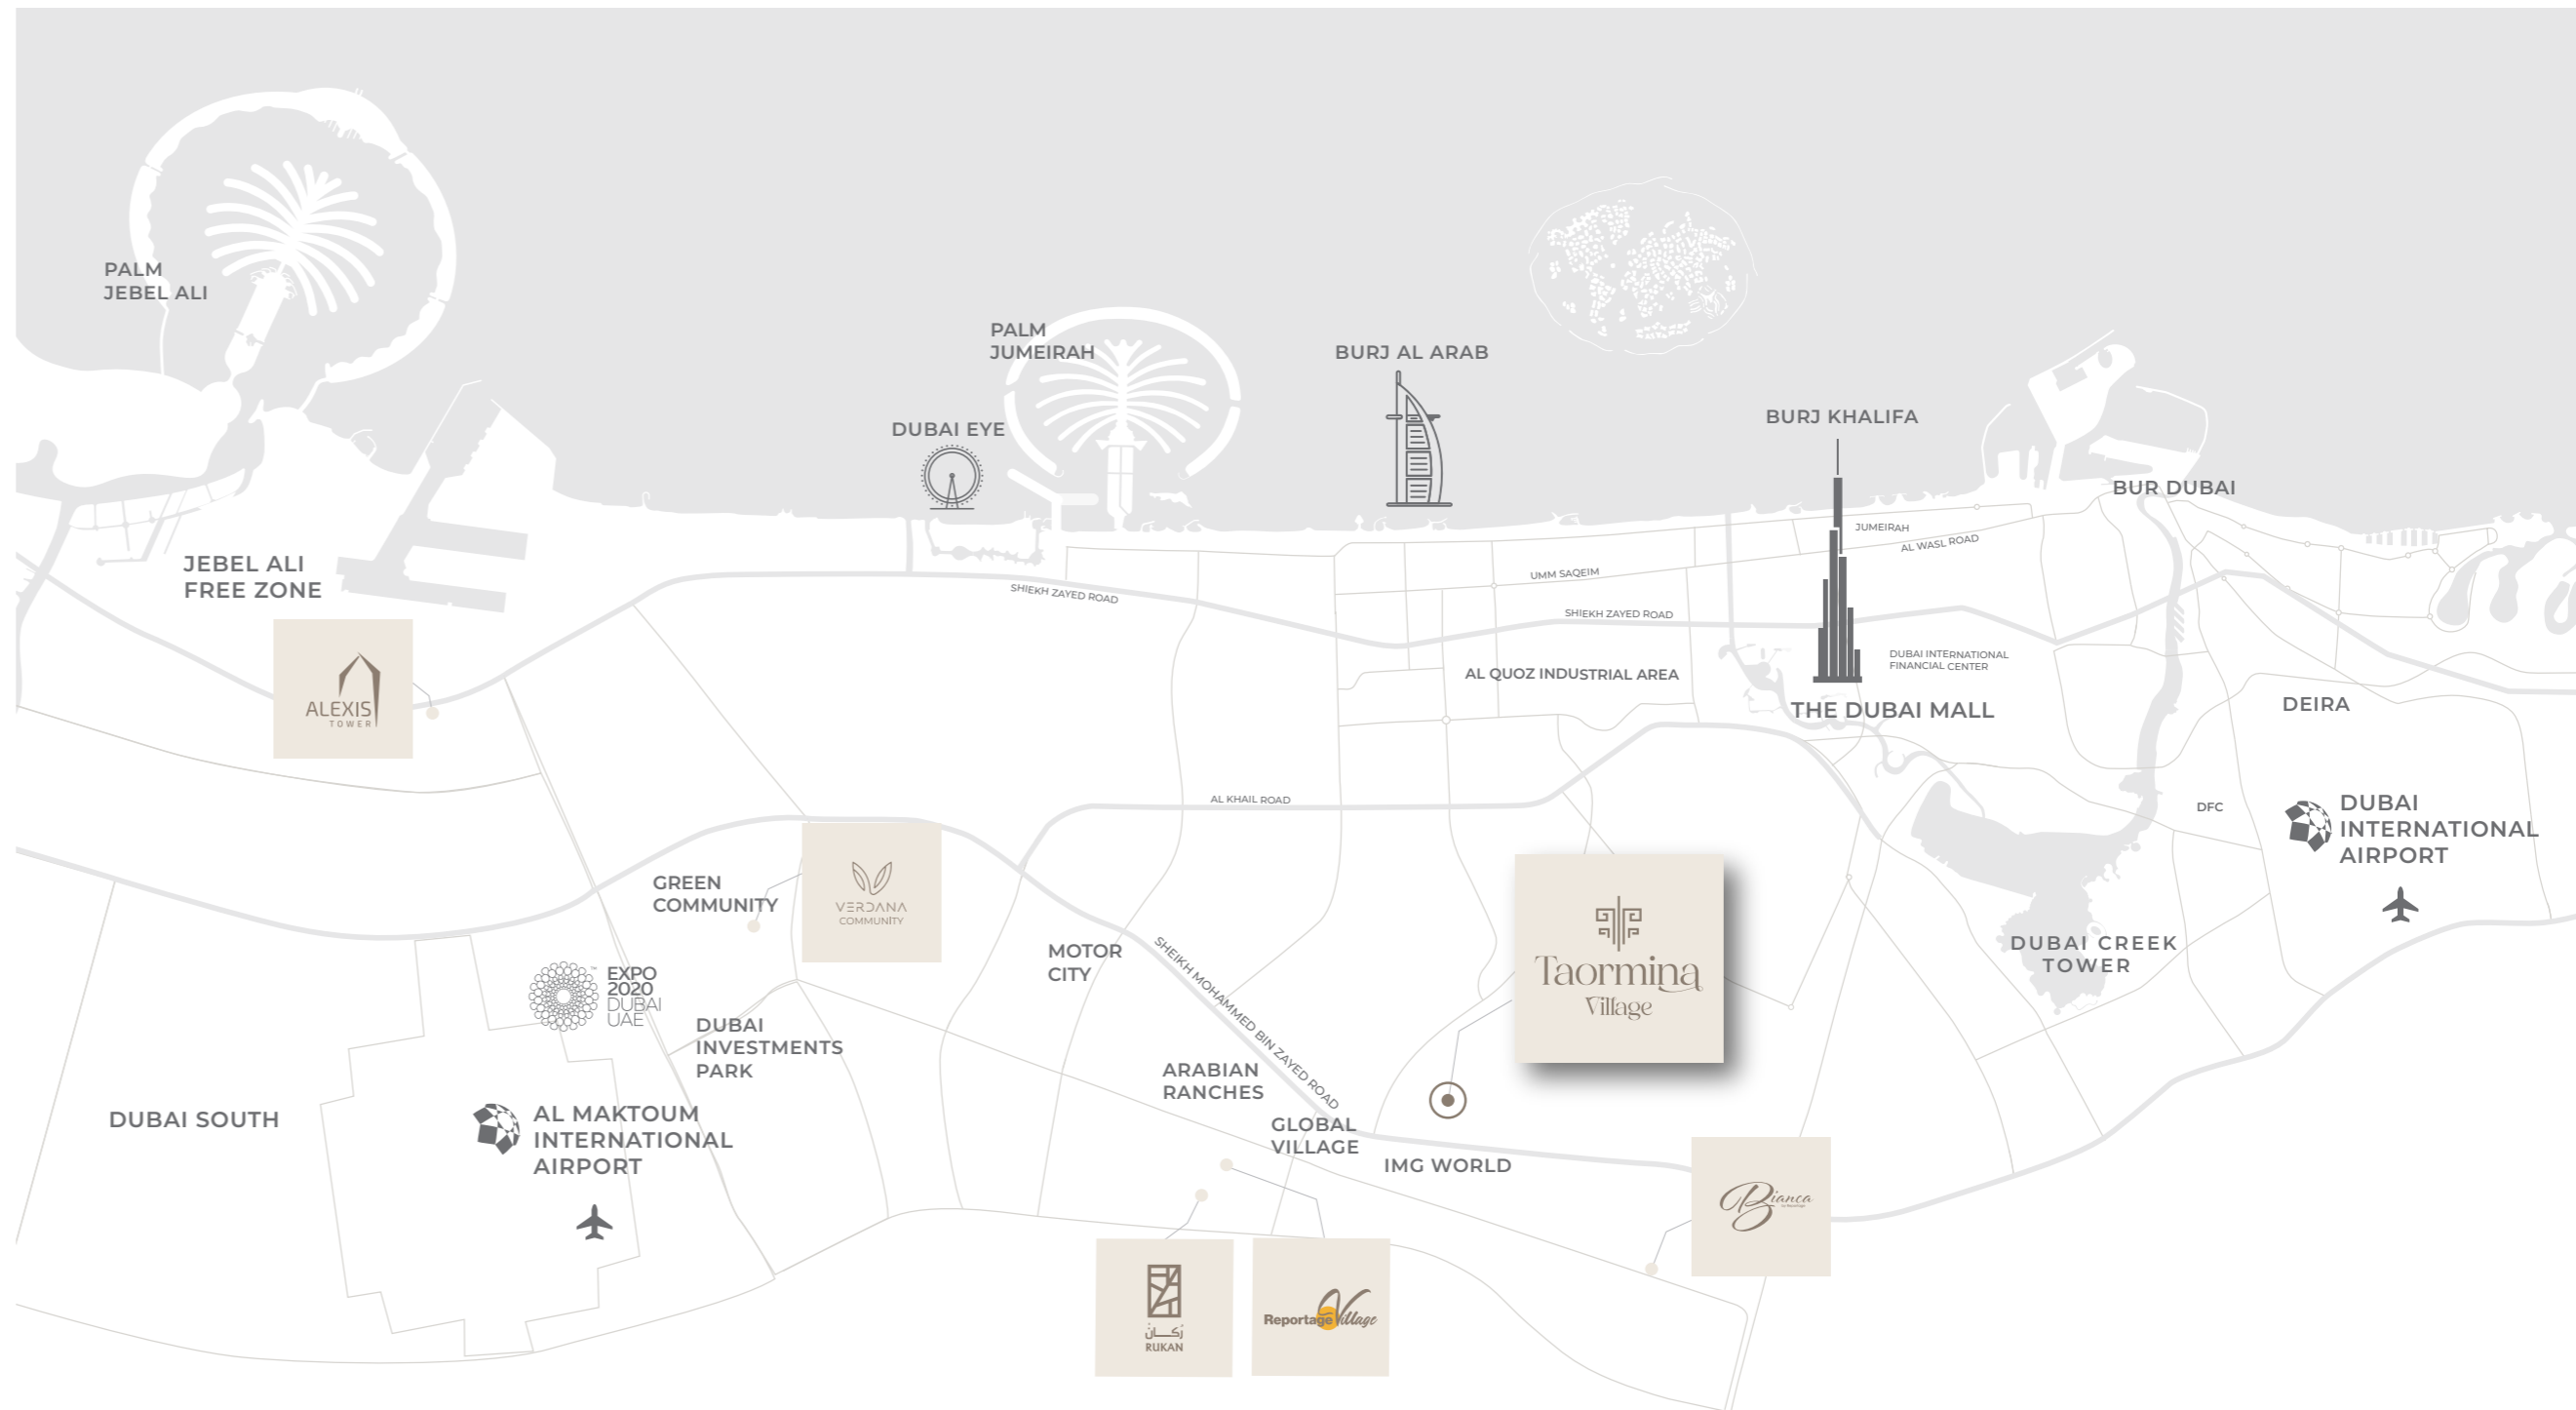 PALM
JEBEL ALI
PALM
JUMEIRAH
BURJ AL ARAB
DUBAI EYE
BURJ KHALIFA
BUR DUBAI
JUMEIRAH
AL WASL ROAD
JEBEL ALI
FREE ZONE
SHIEKH ZAYED ROAD
UMM SAQEIM
SHIEKH ZAYED ROAD
DUBAI INTERNATIONAL
FINANCIAL CENTER
AL QUOZ INDUSTRIAL AREA
ALEXIS
TOWER
THE DUBAI MALL
DEIRA
AL KHAIL ROAD
DFC
DUBAI
INTERNATIONAL
AIRPORT
GREEN
COMMUNITY
VERDANA
COMMUNITY
MOTOR
CITY
SHEIKH MOHAMMED BIN ZAYED ROAD
Taormina
Village
DUBAI CREEK
TOWER
EXPO
2020
DUBAI
UAE
™
DUBAI
INVESTMENTS
PARK
ARABIAN
RANCHES
DUBAI SOUTH
AL MAKTOUM
INTERNATIONAL
AIRPORT
GLOBAL
VILLAGE
IMG WORLD
Bianca
by Reportage
رُكــانْ
RUKAN
Reportage Village